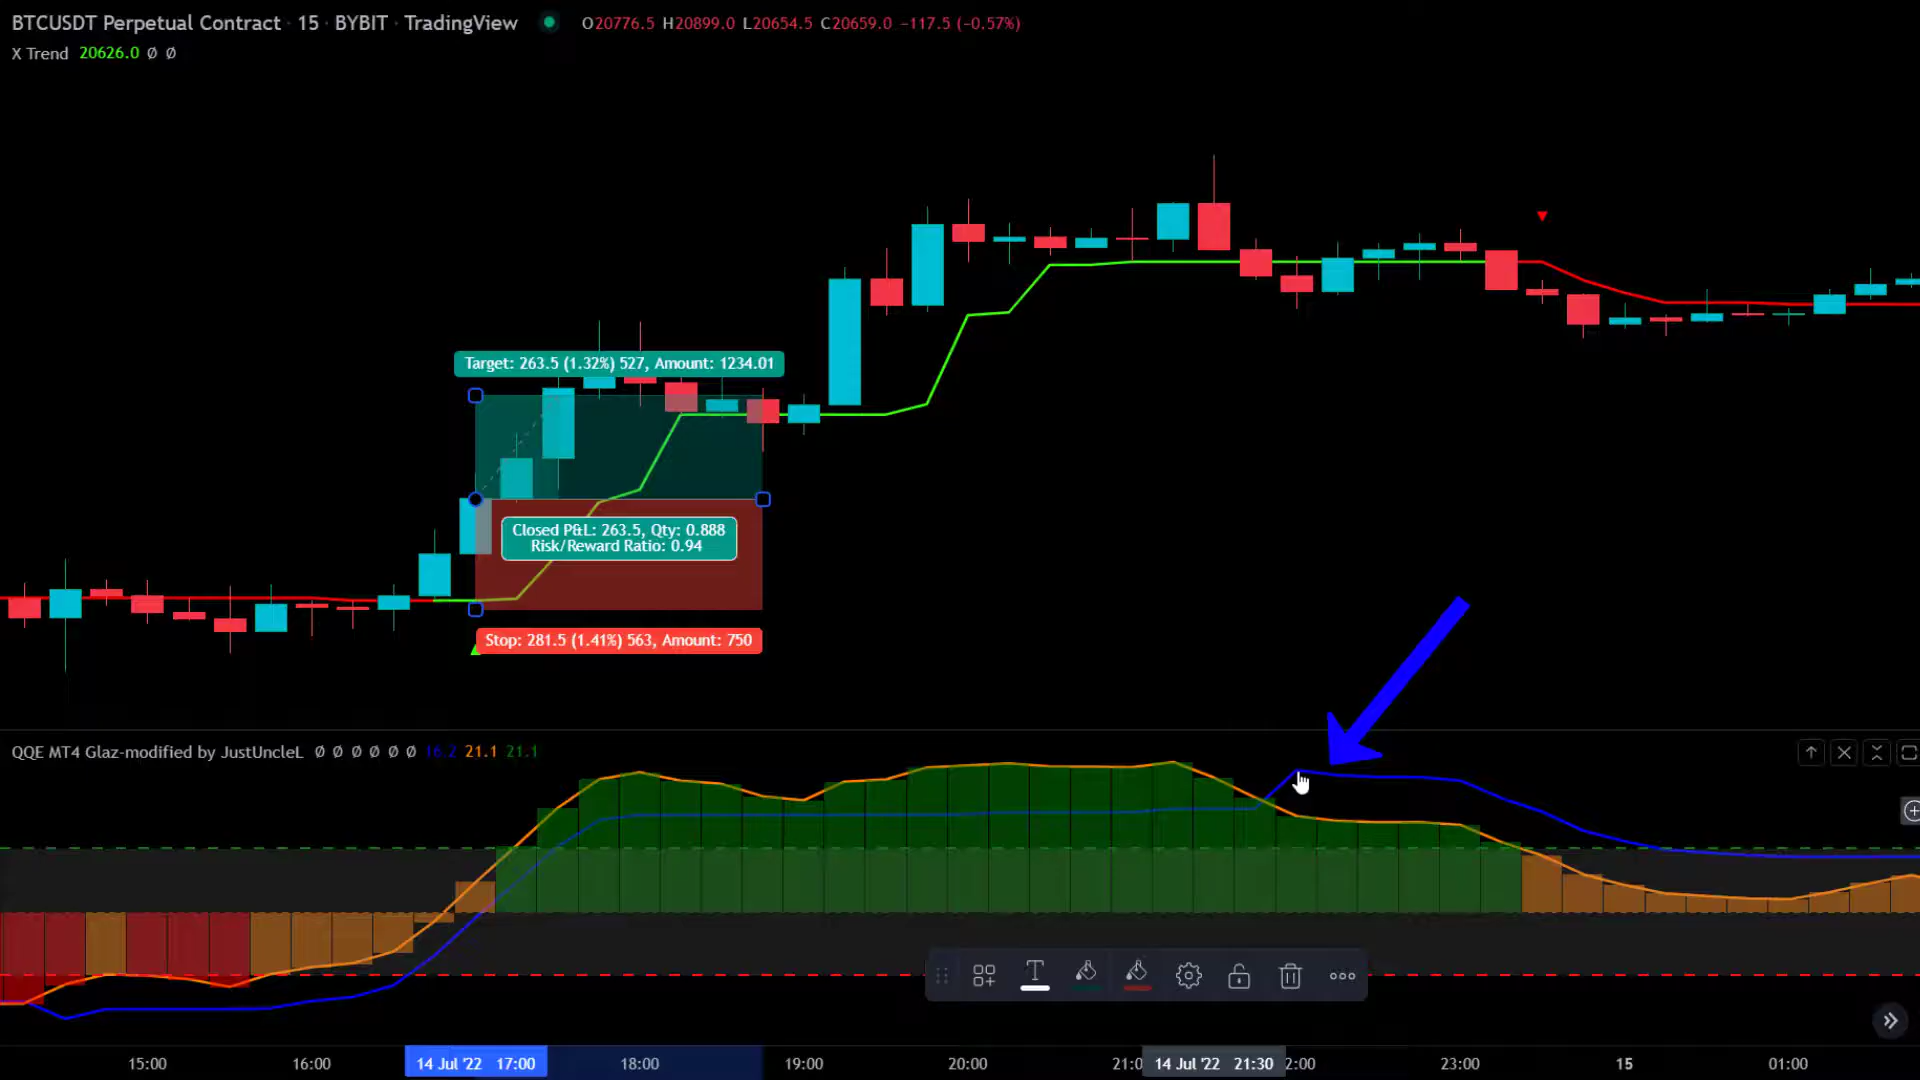 BTCUSDT Perpetual Contract · 15 · BYBIT · TradingView O20776.5 H20899.0 L20654.5 C20659.0 −117.5 (−0.57%)
X Trend 20626.0 Ø Ø
Target: 263.5 (1.32%) 527, Amount: 1234.01
Closed P&L: 263.5, Qty: 0.888
Risk/Reward Ratio: 0.94
Stop: 281.5 (1.41%) 563, Amount: 750
QQE MT4 Glaz-modified by JustUncleL Ø Ø Ø Ø Ø Ø 16.2 21.1 21.1
15:00 16:00 14 Jul '22 17:00 18:00 19:00 20:00 21:0 14 Jul '22 21:30 2:00 23:00 15 01:00